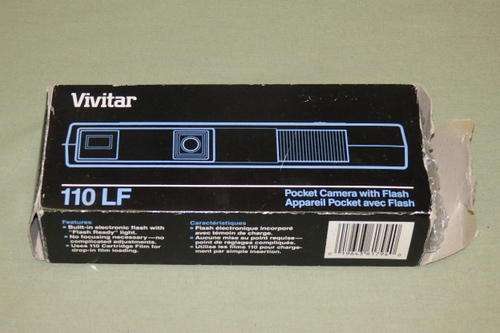 Vivitar
110 LF
Pocket Camera with Flash
Appareil Pocket avec Flash
Features
• Built-in electronic flash with
"Flash Ready" light.
• No focusing necessary—no
complicated adjustments.
• Uses 110 Cartridge Film for
drop-in film loading.
Caractéristiques
• Flash électronique incorporé
avec témoin de charge.
• Aucune mise au point requise—
point de réglages compliqués.
• Utilise les films 110 pour charge-
ment par simple insertion.